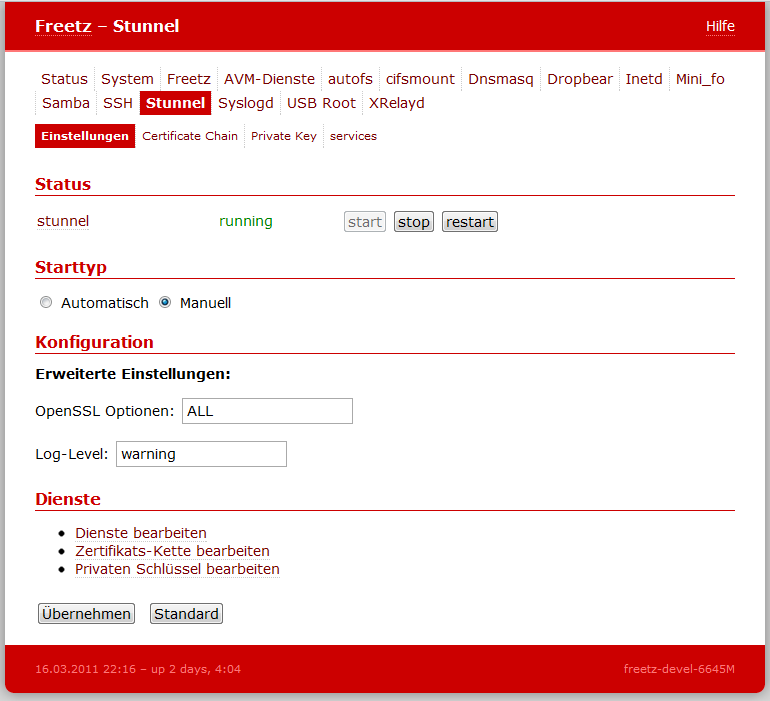 Freetz – Stunnel Hilfe
Status System Freetz AVM-Dienste autofs cifsmount Dnsmasq Dropbear Inetd Mini_fo
Samba SSH Stunnel Syslogd USB Root XRelayd
Einstellungen Certificate Chain Private Key services
Status
stunnel running start stop restart
Starttyp
Automatisch Manuell
Konfiguration
Erweiterte Einstellungen:
OpenSSL Optionen: ALL
Log-Level: warning
Dienste
Dienste bearbeiten
Zertifikats-Kette bearbeiten
Privaten Schlüssel bearbeiten
Übernehmen Standard
16.03.2011 22:16 – up 2 days, 4:04 freetz-devel-6645M